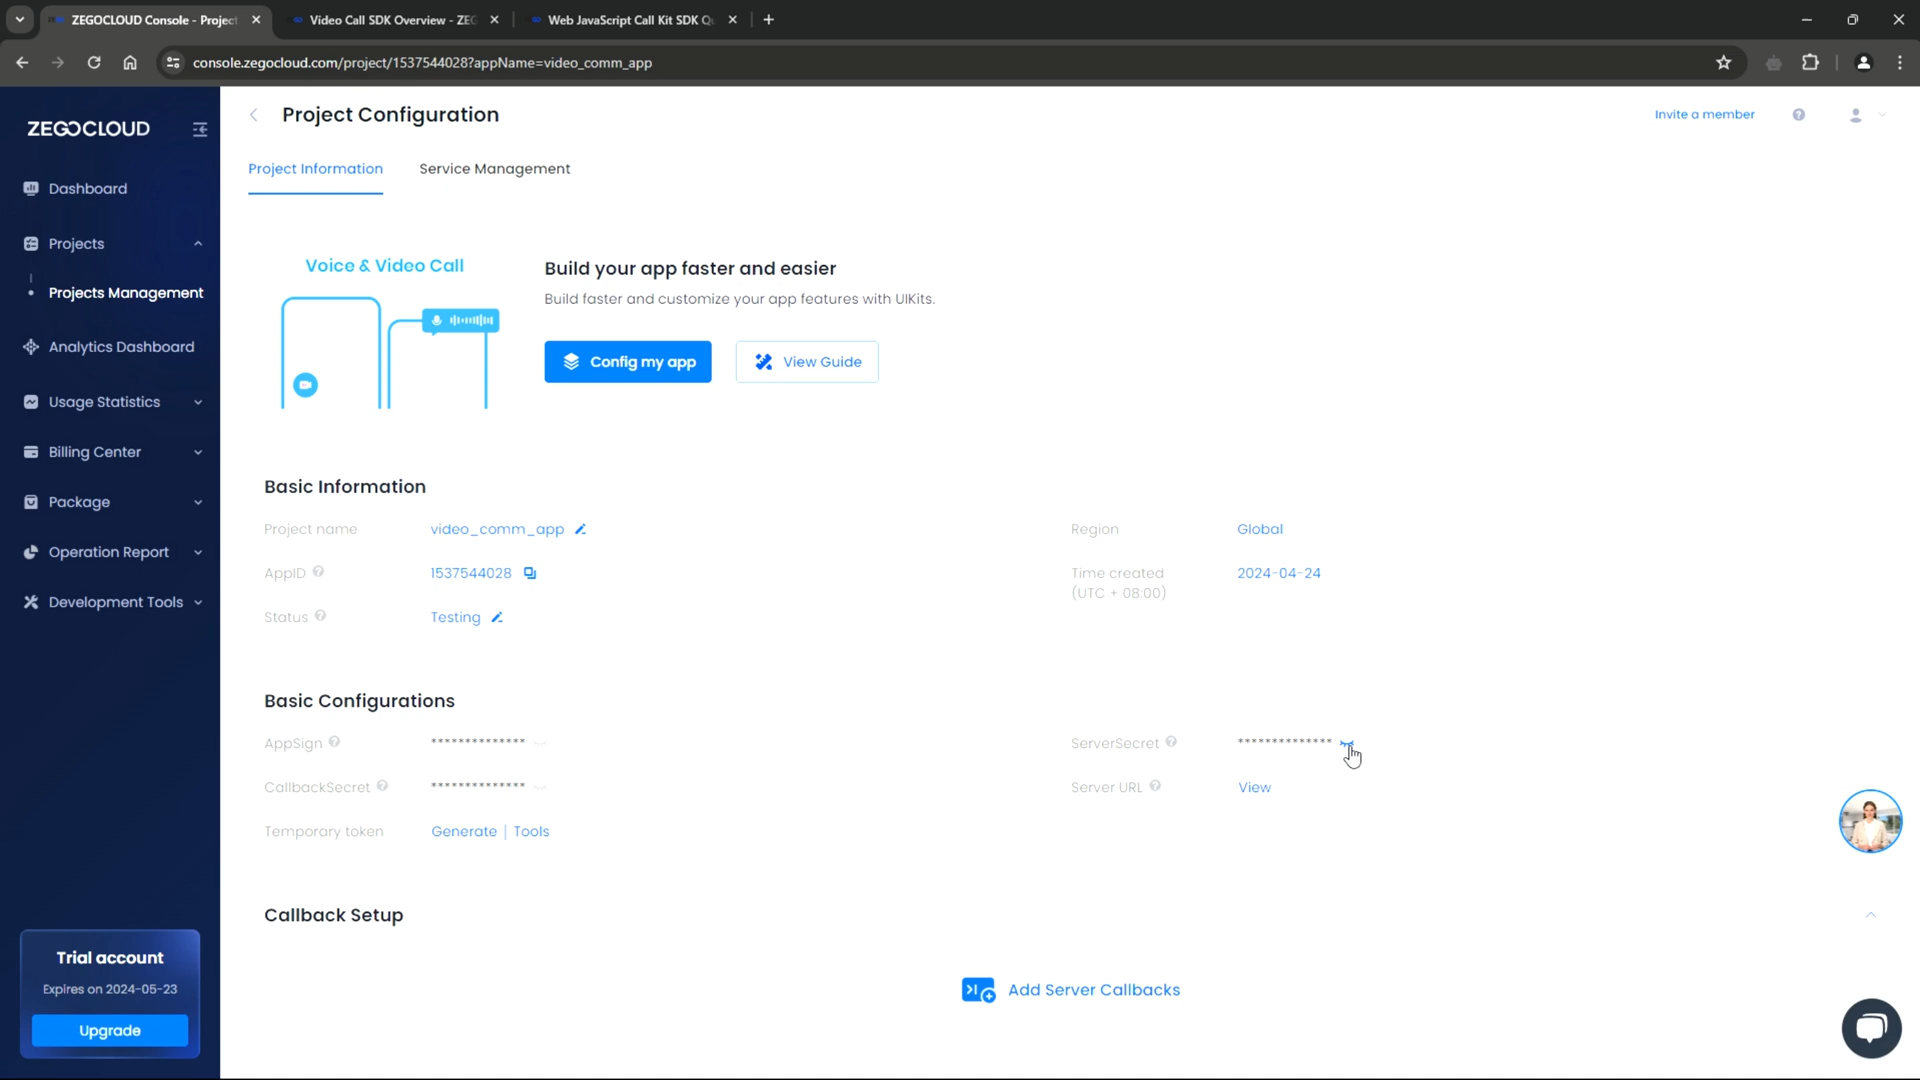 ZEGOCLOUD Console - Project
Video Call SDK Overview - ZEG
Web JavaScript Call Kit SDK Q
console.zegocloud.com/project/1537544028?appName=video_comm_app
ZEGOCLOUD
Dashboard
Projects
Projects Management
Analytics Dashboard
Usage Statistics
Billing Center
Package
Operation Report
Development Tools
Trial account
Expires on 2024-05-23
Upgrade
Project Configuration
Invite a member
Project Information
Service Management
Voice & Video Call
Build your app faster and easier
Build faster and customize your app features with UIKits.
Config my app
View Guide
Basic Information
Project name
video_comm_app
Region
Global
AppID
1537544028
Time created
(UTC + 08:00)
2024-04-24
Status
Testing
Basic Configurations
AppSign
**************
ServerSecret
**************
CallbackSecret
**************
Server URL
View
Temporary token
Generate | Tools
Callback Setup
Add Server Callbacks